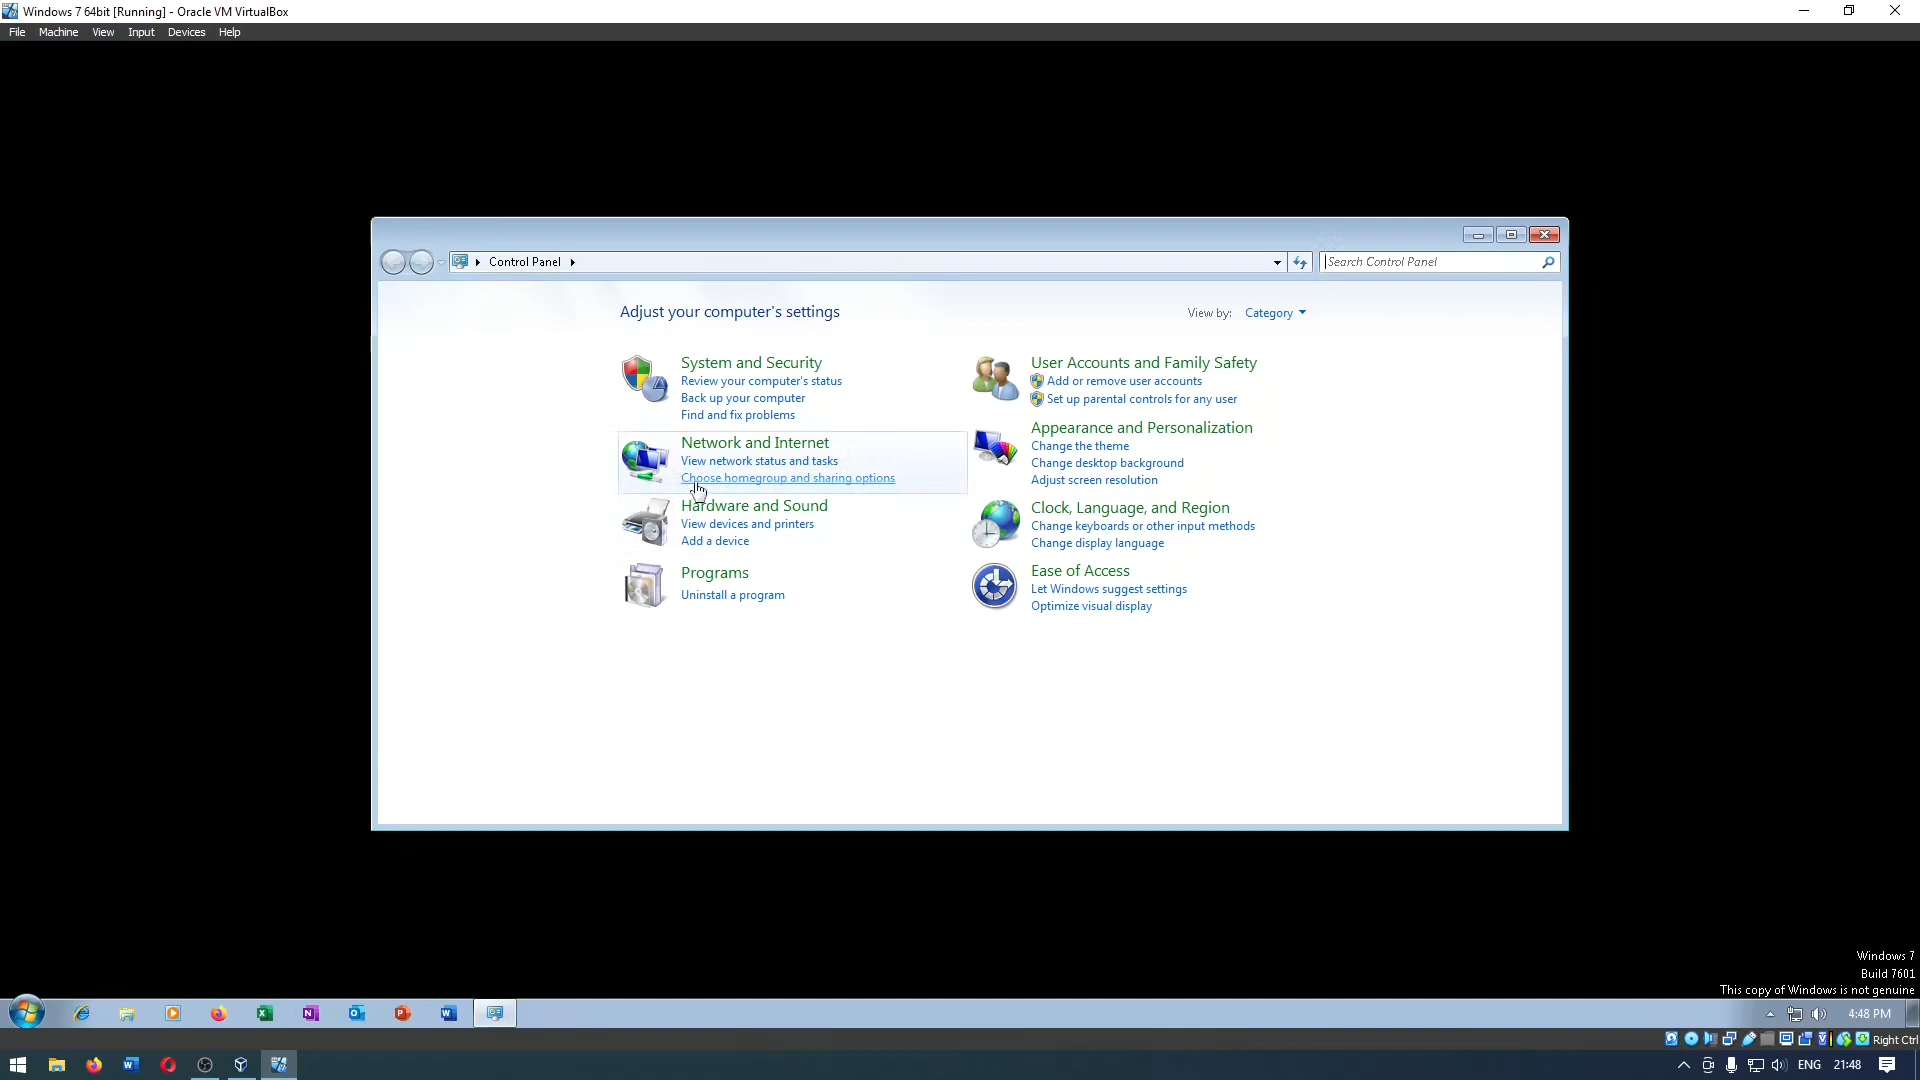 Windows 7 64bit [Running] - Oracle VM VirtualBox
File Machine View Input Devices Help
Control Panel
Search Control Panel
Adjust your computer's settings
View by: Category
System and Security
Review your computer's status
Back up your computer
Find and fix problems
Network and Internet
View network status and tasks
Choose homegroup and sharing options
Hardware and Sound
View devices and printers
Add a device
Programs
Uninstall a program
User Accounts and Family Safety
Add or remove user accounts
Set up parental controls for any user
Appearance and Personalization
Change the theme
Change desktop background
Adjust screen resolution
Clock, Language, and Region
Change keyboards or other input methods
Change display language
Ease of Access
Let Windows suggest settings
Optimize visual display
Windows 7
Build 7601
This copy of Windows is not genuine
4:48 PM
Right Ctrl
ENG 21:48